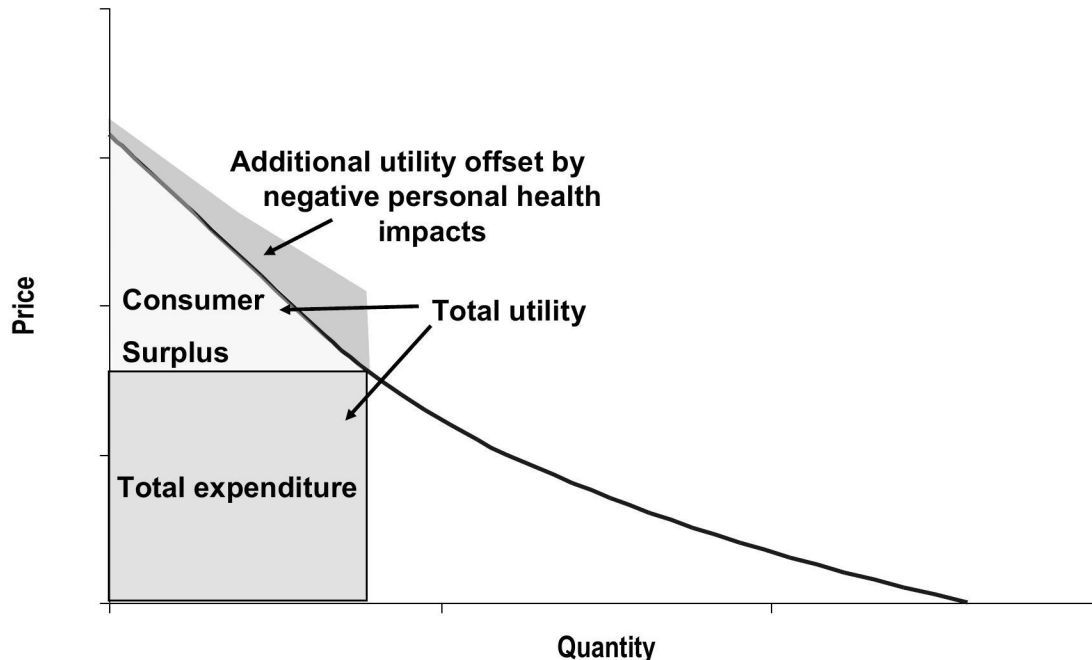 Additional utility offset by
negative personal health
impacts
Consumer
Total utility
Surplus
Total expenditure
Price
Quantity